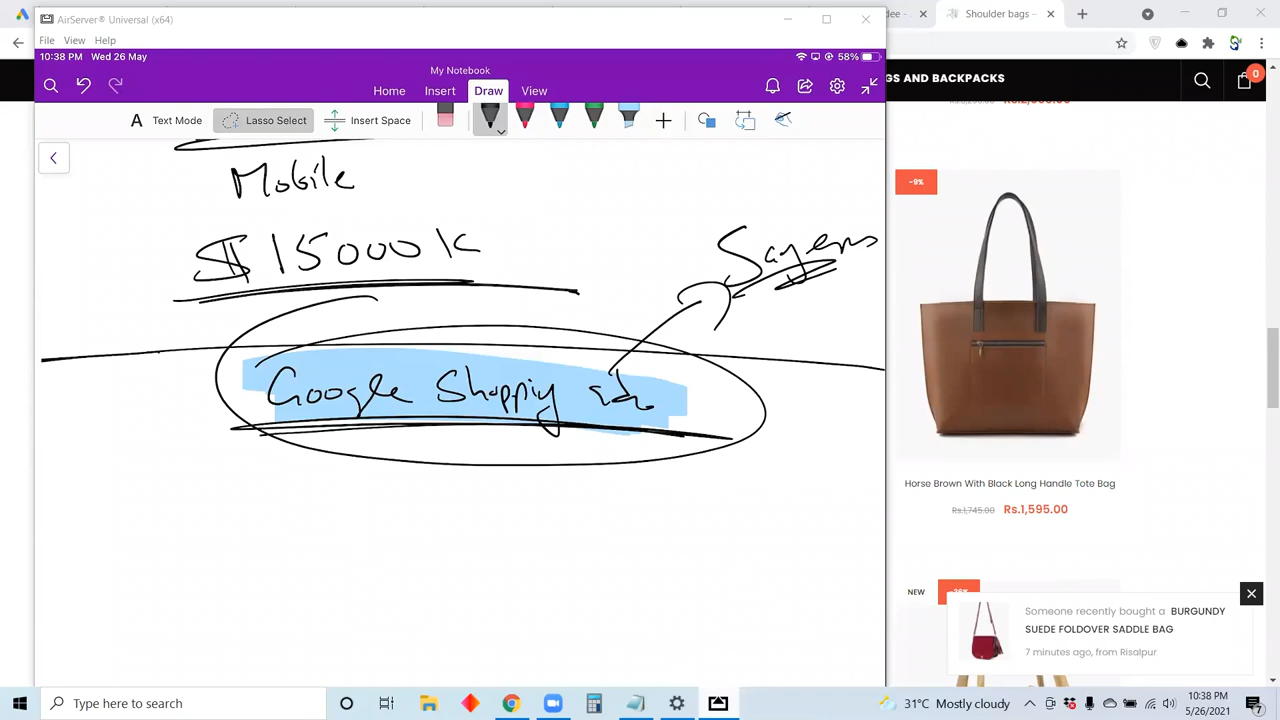 AirServer® Universal (x64)
File View Help
10:38 PM Wed 26 May
58%
My Notebook
Home Insert Draw View
A Text Mode Lasso Select Insert Space
Mobile
$15000K
Google Shopping ads
dee - Shoulder bags –
GS AND BACKPACKS
0
-9%
Horse Brown With Black Long Handle Tote Bag
Rs.1,745.00 Rs.1,595.00
NEW
Someone recently bought a BURGUNDY
SUEDE FOLDOVER SADDLE BAG
7 minutes ago, from Risalpur
Type here to search
31°C Mostly cloudy
10:38 PM
5/26/2021
7